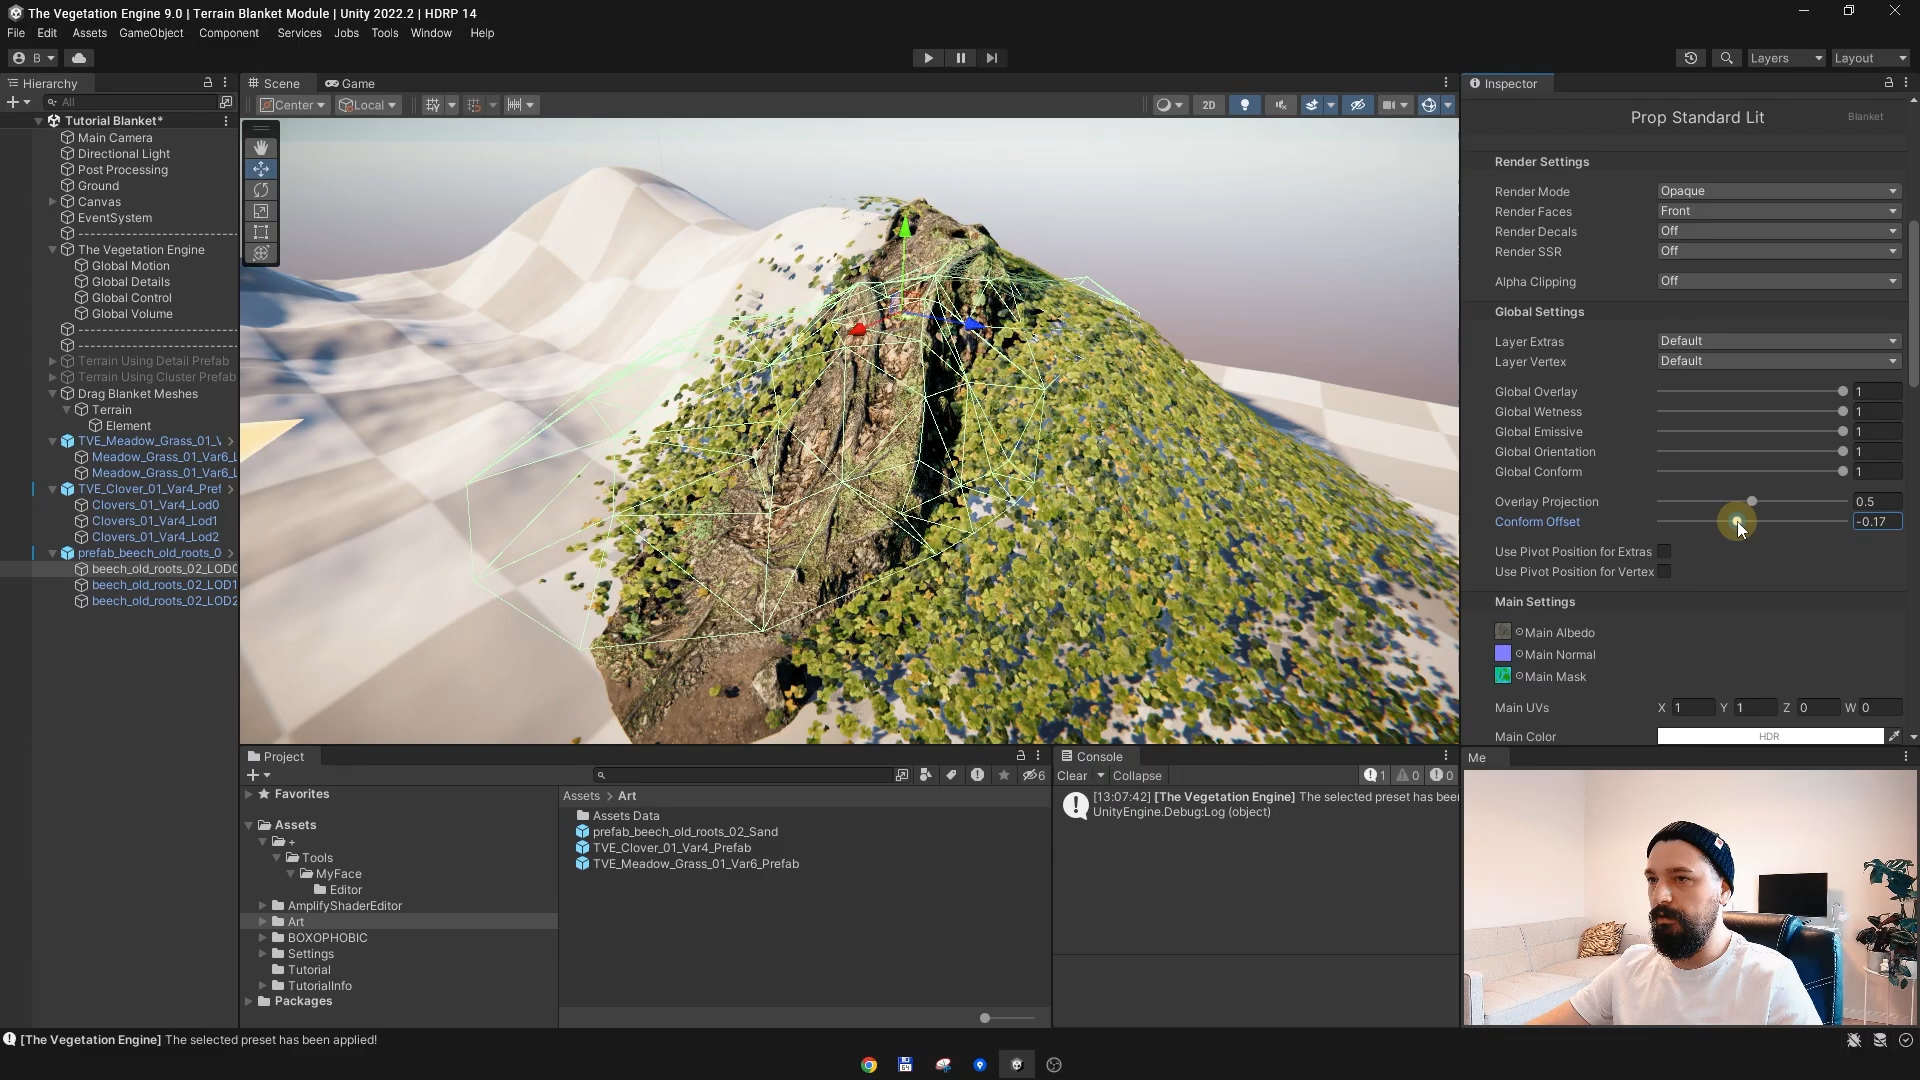 The Vegetation Engine 9.0 | Terrain Blanket Module | Unity 2022.2 | HDRP 14
File Edit Assets GameObject Component Services Jobs Tools Window Help
B
Layers Layout
Hierarchy
All
Tutorial Blanket*
Main Camera
Directional Light
Post Processing
Ground
Canvas
EventSystem
--------------------------------
The Vegetation Engine
Global Motion
Global Details
Global Control
Global Volume
--------------------------------
--------------------------------
Terrain Using Detail Prefab
Terrain Using Cluster Prefab
Drag Blanket Meshes
Terrain
Element
TVE_Meadow_Grass_01_V
Meadow_Grass_01_Var6_L
Meadow_Grass_01_Var6_L
TVE_Clover_01_Var4_Pref
Clovers_01_Var4_Lod0
Clovers_01_Var4_Lod1
Clovers_01_Var4_Lod2
prefab_beech_old_roots_0
beech_old_roots_02_LOD0
beech_old_roots_02_LOD1
beech_old_roots_02_LOD2
Scene Game
Center Local 2D
Inspector
Prop Standard Lit Blanket
Render Settings
Render Mode Opaque
Render Faces Front
Render Decals Off
Render SSR Off
Alpha Clipping Off
Global Settings
Layer Extras Default
Layer Vertex Default
Global Overlay 1
Global Wetness 1
Global Emissive 1
Global Orientation 1
Global Conform 1
Overlay Projection 0.5
Conform Offset -0.17
Use Pivot Position for Extras
Use Pivot Position for Vertex
Main Settings
Main Albedo
Main Normal
Main Mask
Main UVs X 1 Y 1 Z 0 W 0
Main Color HDR
Project
6
Favorites
Assets
+
Tools
MyFace
Editor
AmplifyShaderEditor
Art
BOXOPHOBIC
Settings
Tutorial
TutorialInfo
Packages
Assets > Art
Assets Data
prefab_beech_old_roots_02_Sand
TVE_Clover_01_Var4_Prefab
TVE_Meadow_Grass_01_Var6_Prefab
Console
Clear Collapse 1 0 0
[13:07:42] [The Vegetation Engine] The selected preset has been
UnityEngine.Debug:Log (object)
Me
[The Vegetation Engine] The selected preset has been applied!
64